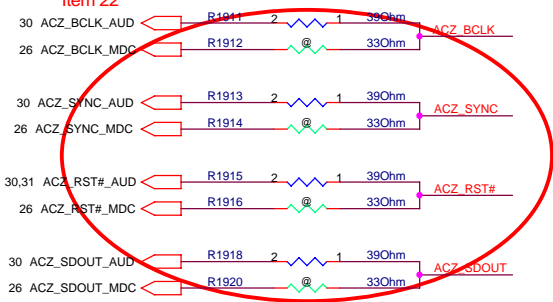 Item 22
30 ACZ_BCLK_AUD R1911 2 1 39Ohm ACZ_BCLK
26 ACZ_BCLK_MDC R1912 @ 33Ohm
30 ACZ_SYNC_AUD R1913 2 1 39Ohm ACZ_SYNC
26 ACZ_SYNC_MDC R1914 @ 33Ohm
30,31 ACZ_RST#_AUD R1915 2 1 39Ohm ACZ_RST#
26 ACZ_RST#_MDC R1916 @ 33Ohm
30 ACZ_SDOUT_AUD R1918 2 1 39Ohm ACZ_SDOUT
26 ACZ_SDOUT_MDC R1920 @ 33Ohm